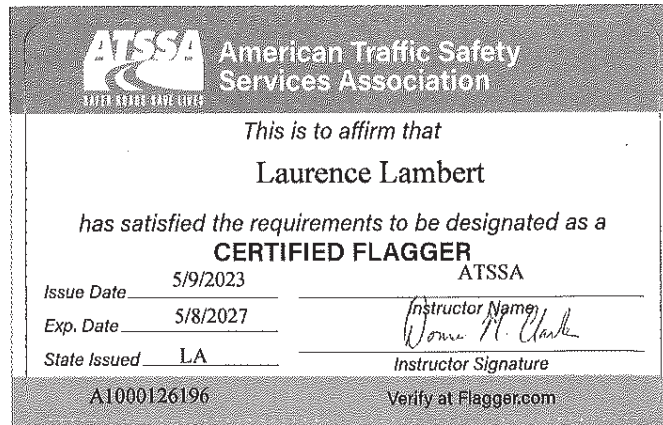 ATSSA
SAFER ROADS SAVE LIVES
American Traffic Safety
Services Association
This is to affirm that
Laurence Lambert
has satisfied the requirements to be designated as a
CERTIFIED FLAGGER
Issue Date 5/9/2023
ATSSA
Instructor Name
Exp. Date 5/8/2027
Donna M. Clark
State Issued LA
Instructor Signature
A1000126196
Verify at Flagger.com